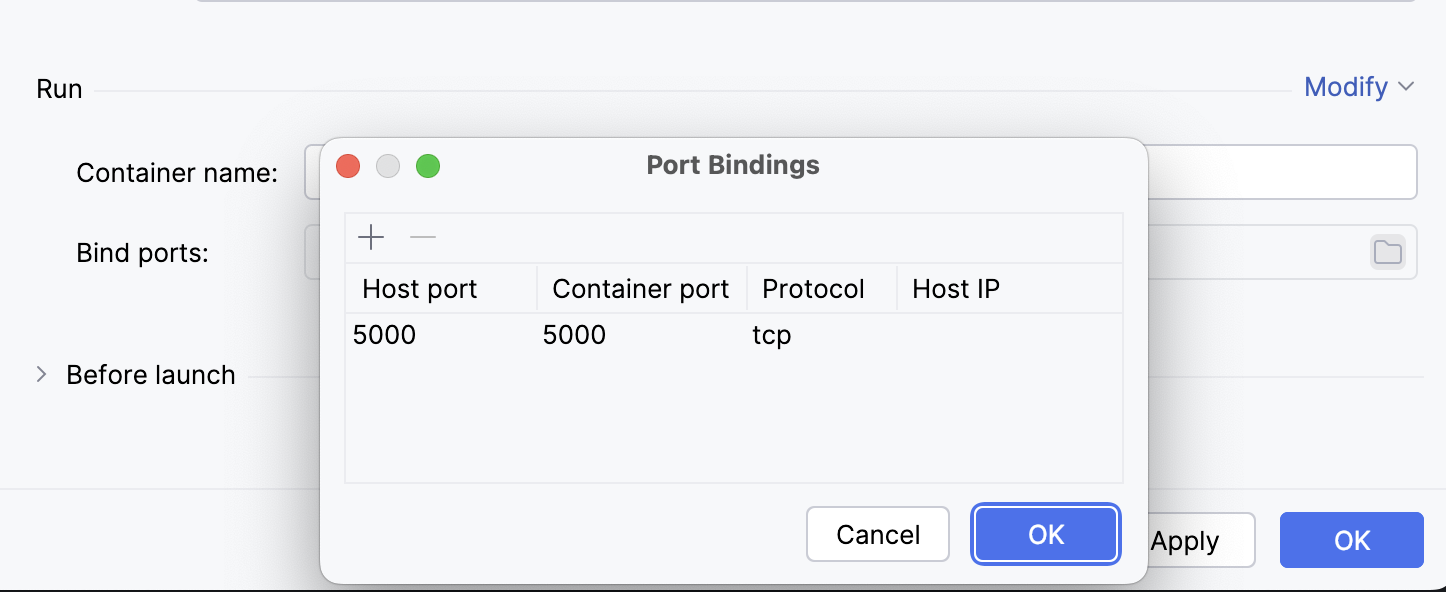 Run
Modify
Container name:
Port Bindings
Bind ports:
Host port Container port Protocol Host IP
5000 5000 tcp
Before launch
Cancel OK
Apply OK